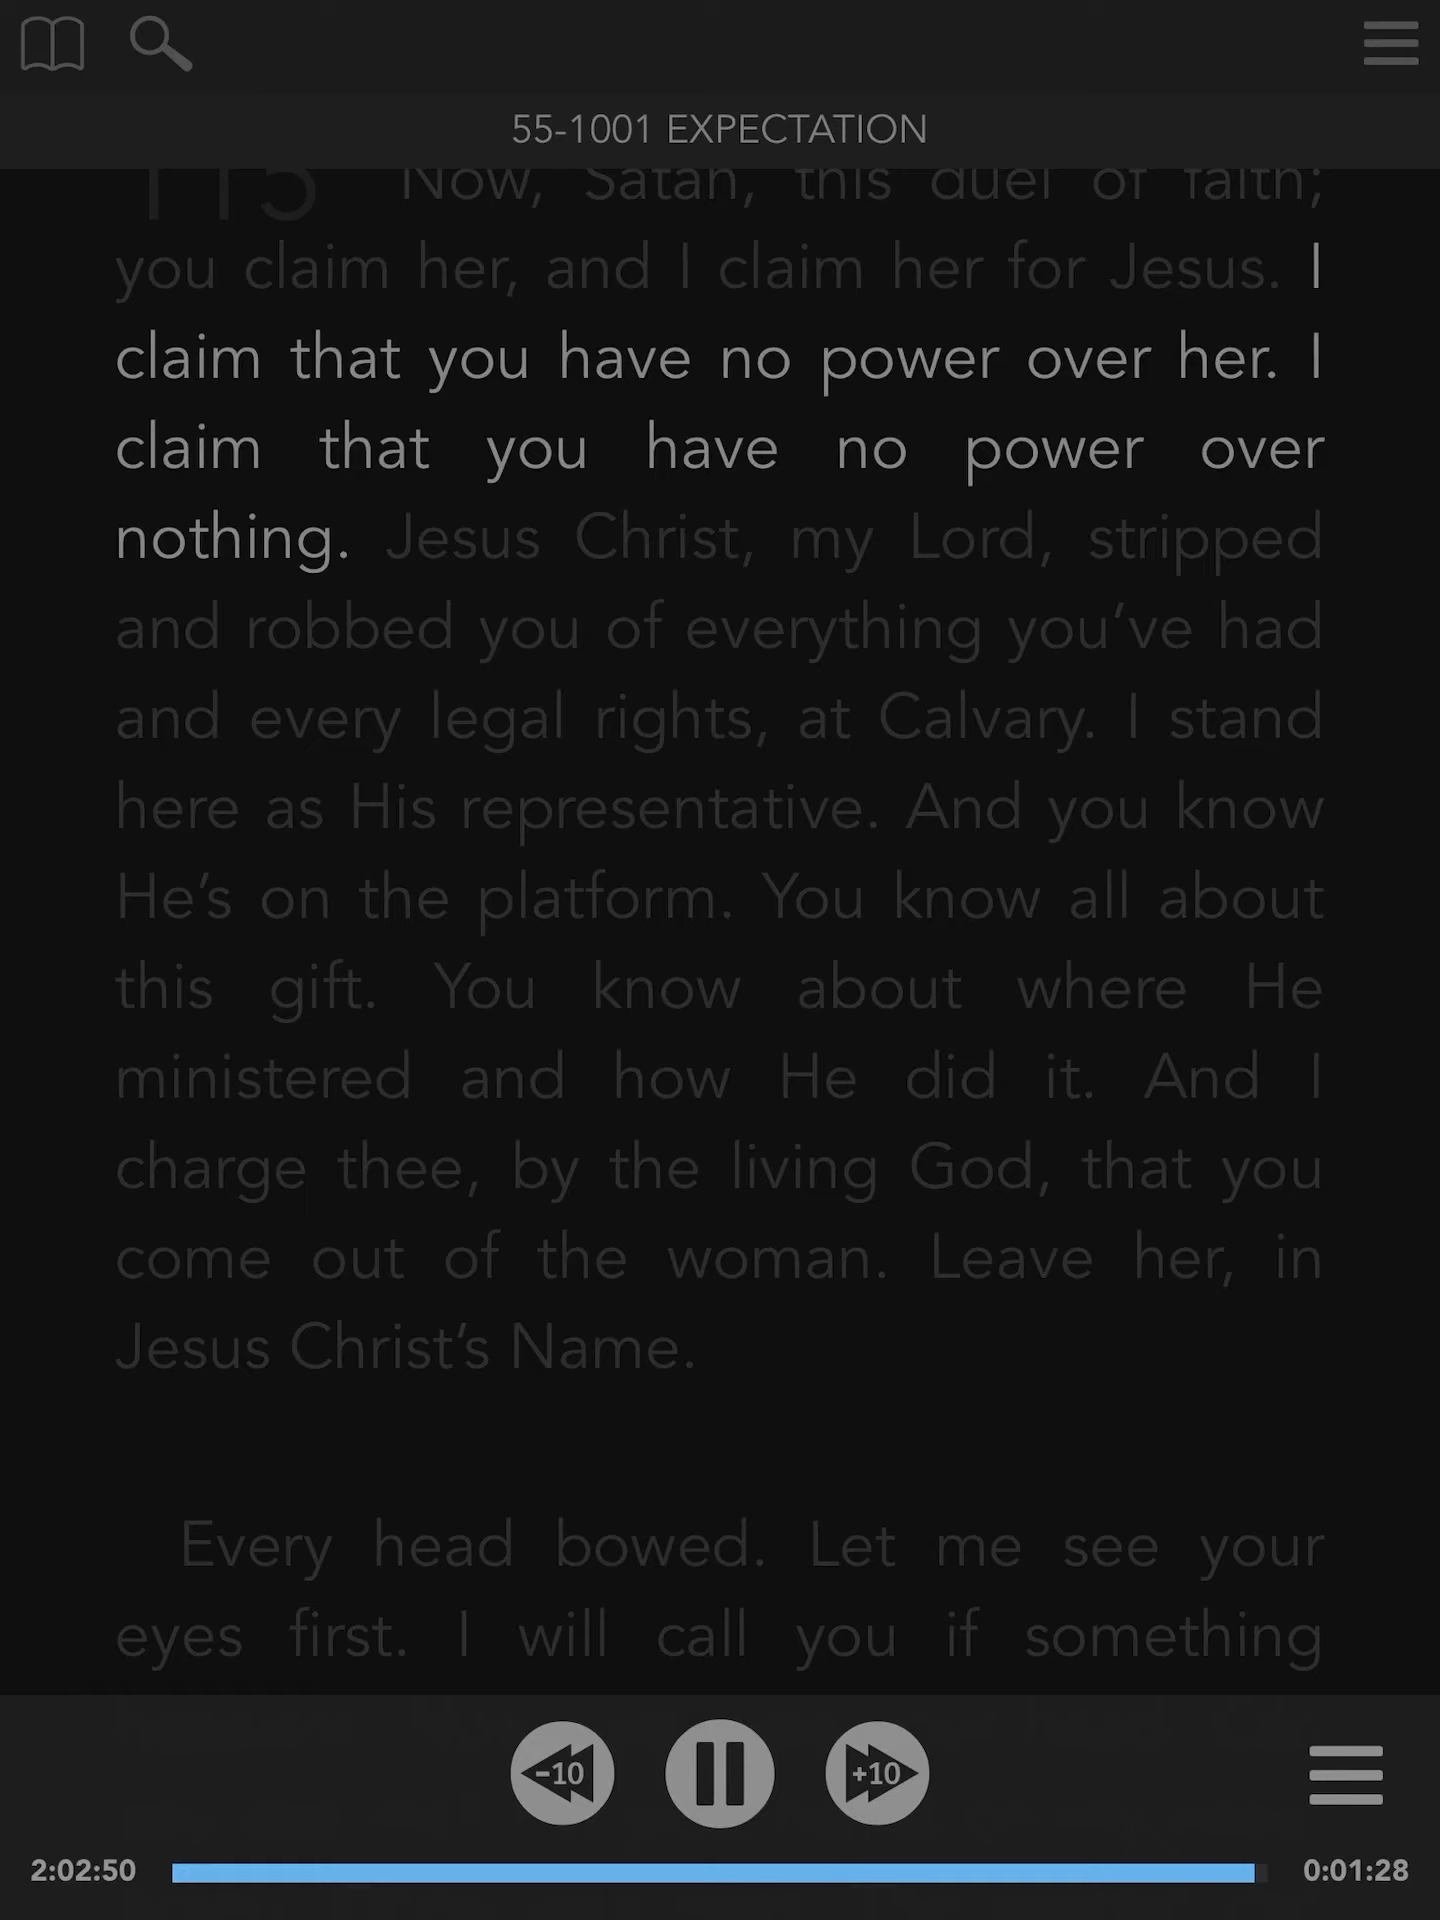 55-1001 EXPECTATION
115 Now, Satan, this duel of faith;
you claim her, and I claim her for Jesus. I
claim that you have no power over her. I
claim that you have no power over
nothing. Jesus Christ, my Lord, stripped
and robbed you of everything you’ve had
and every legal rights, at Calvary. I stand
here as His representative. And you know
He’s on the platform. You know all about
this gift. You know about where He
ministered and how He did it. And I
charge thee, by the living God, that you
come out of the woman. Leave her, in
Jesus Christ’s Name.
Every head bowed. Let me see your
eyes first. I will call you if something
-10 +10
2:02:50 0:01:28